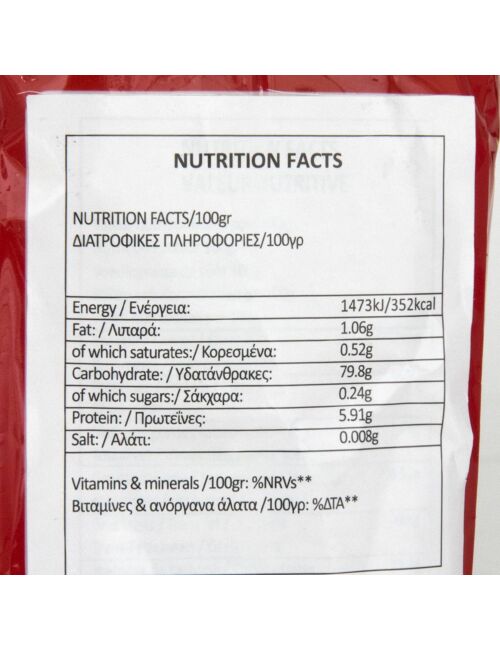 NUTRITION FACTS
NUTRITION FACTS/100gr
ΔΙΑΤΡΟΦΙΚΕΣ ΠΛΗΡΟΦΟΡΙΕΣ/100γρ
Energy / Ενέργεια: 1473kJ/352kcal
Fat: / Λιπαρά: 1.06g
of which saturates:/ Κορεσμένα: 0.52g
Carbohydrate: / Υδατάνθρακες: 79.8g
of which sugars:/ Σάκχαρα: 0.24g
Protein: / Πρωτεΐνες: 5.91g
Salt: / Αλάτι: 0.008g
Vitamins & minerals /100gr: %NRVs**
Βιταμίνες & ανόργανα άλατα /100γρ: %ΔΤΑ**